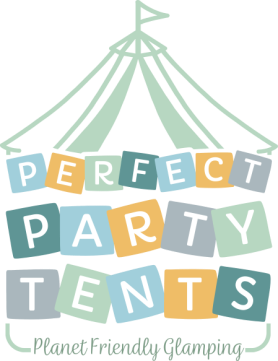 PERFECT
PARTY
TENTS
Planet Friendly Glamping